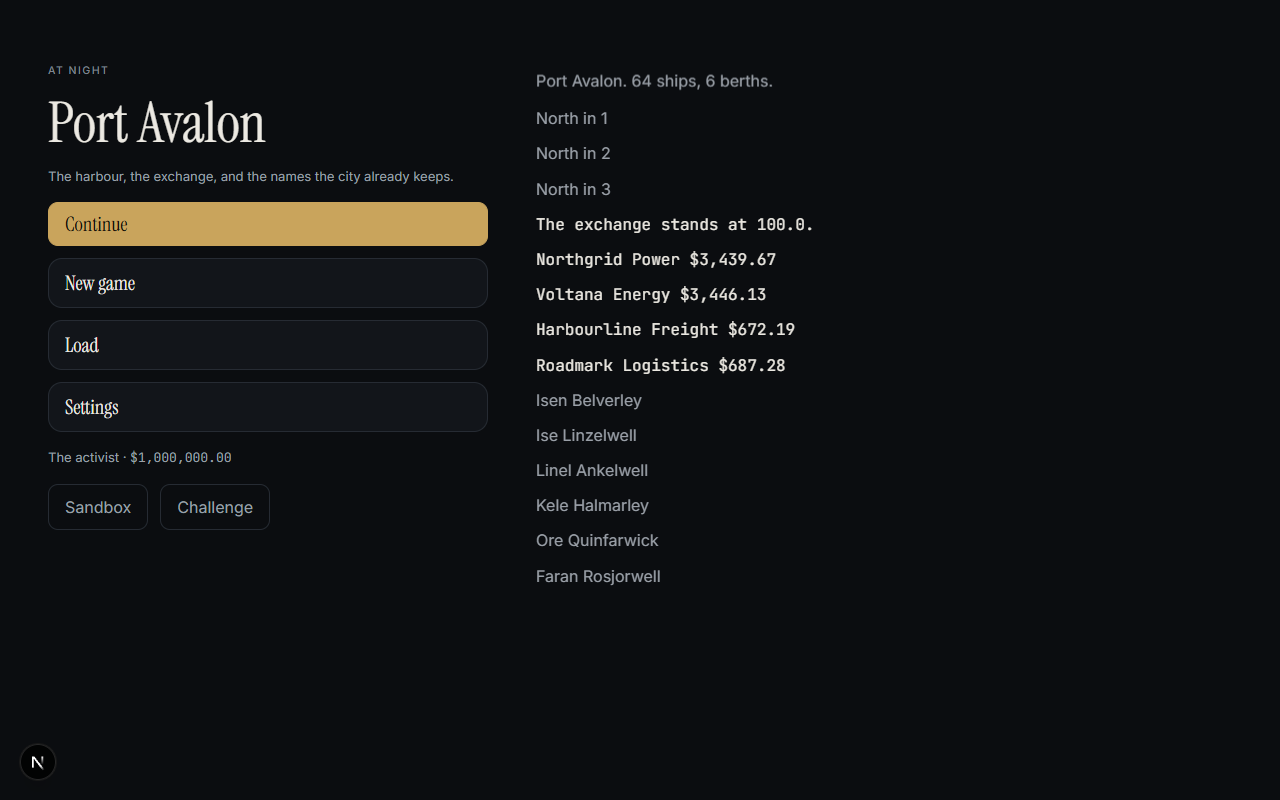 AT NIGHT
Port Avalon
The harbour, the exchange, and the names the city already keeps.
Continue
New game
Load
Settings
The activist · $1,000,000.00
Sandbox
Challenge
Port Avalon. 64 ships, 6 berths.
North in 1
North in 2
North in 3
The exchange stands at 100.0.
Northgrid Power $3,439.67
Voltana Energy $3,446.13
Harbourline Freight $672.19
Roadmark Logistics $687.28
Isen Belverley
Ise Linzelwell
Linel Ankelwell
Kele Halmarley
Ore Quinfarwick
Faran Rosjorwell
N